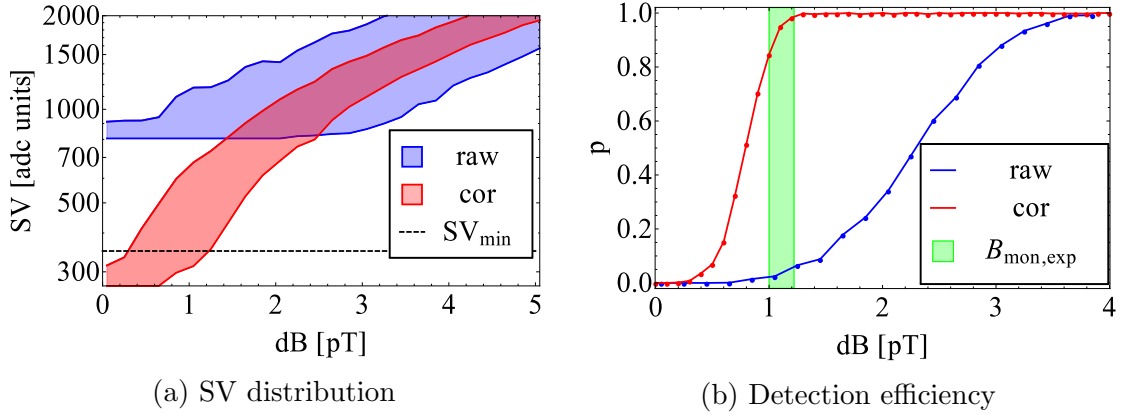 2000
1500
1000
700
500
300
SV [adc units]
raw
cor
SV_min
0 1 2 3 4 5
dB [pT]
(a) SV distribution
1.0
0.8
0.6
0.4
0.2
0.0
p
raw
cor
B_mon,exp
0 1 2 3 4
dB [pT]
(b) Detection efficiency